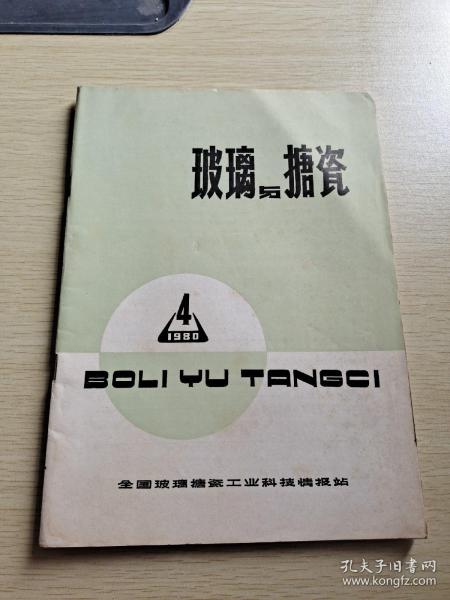 玻璃与搪瓷
4
1980
BOLI YU TANGCI
全国玻璃搪瓷工业科技情报站
孔夫子旧书网
www.kongfz.com